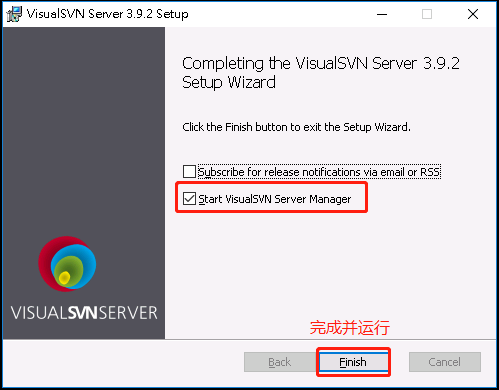 VisualSVN Server 3.9.2 Setup
Completing the VisualSVN Server 3.9.2
Setup Wizard
Click the Finish button to exit the Setup Wizard.
Subscribe for release notifications via email or RSS
Start VisualSVN Server Manager
VISUALSVNSERVER
完成并运行
Back
Finish
Cancel